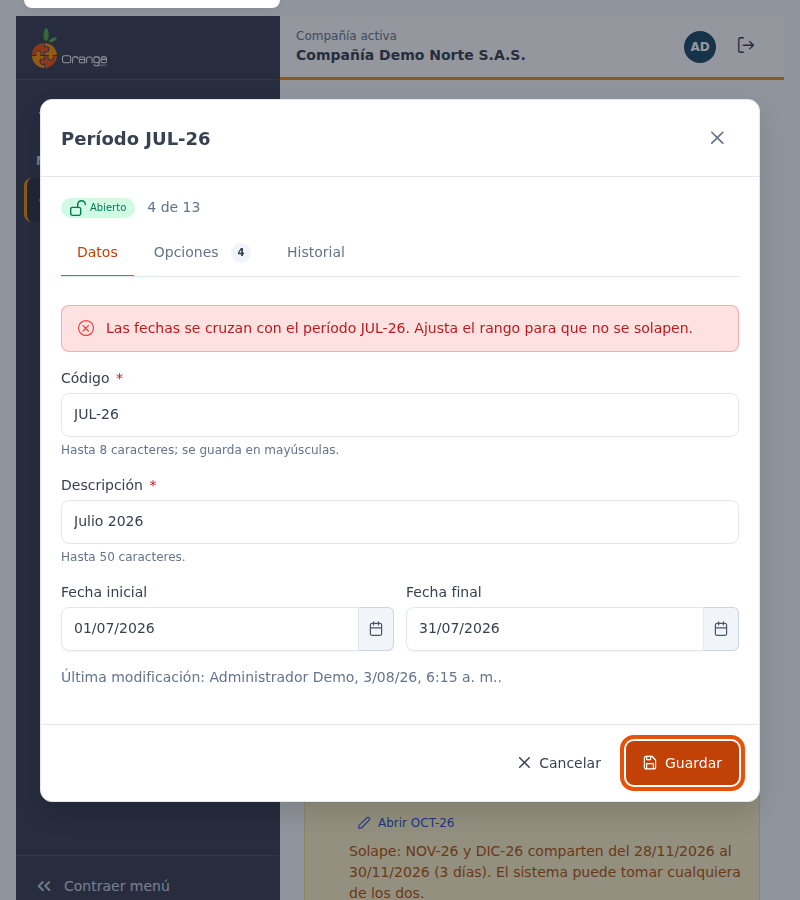 Orange
Compañía activa
Compañía Demo Norte S.A.S.
AD
Período JUL-26
Abierto
4 de 13
Datos
Opciones 4
Historial
Las fechas se cruzan con el período JUL-26. Ajusta el rango para que no se solapen.
Código *
JUL-26
Hasta 8 caracteres; se guarda en mayúsculas.
Descripción *
Julio 2026
Hasta 50 caracteres.
Fecha inicial
Fecha final
01/07/2026
31/07/2026
Última modificación: Administrador Demo, 3/08/26, 6:15 a. m..
Cancelar
Guardar
Abrir OCT-26
Solape: NOV-26 y DIC-26 comparten del 28/11/2026 al
30/11/2026 (3 días). El sistema puede tomar cualquiera
de los dos.
Contraer menú